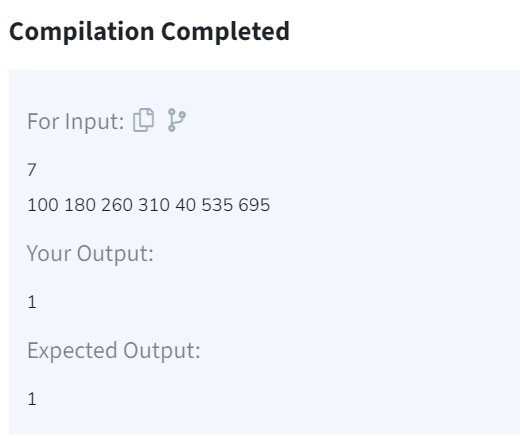 Compilation Completed
For Input:
7
100 180 260 310 40 535 695
Your Output:
1
Expected Output:
1